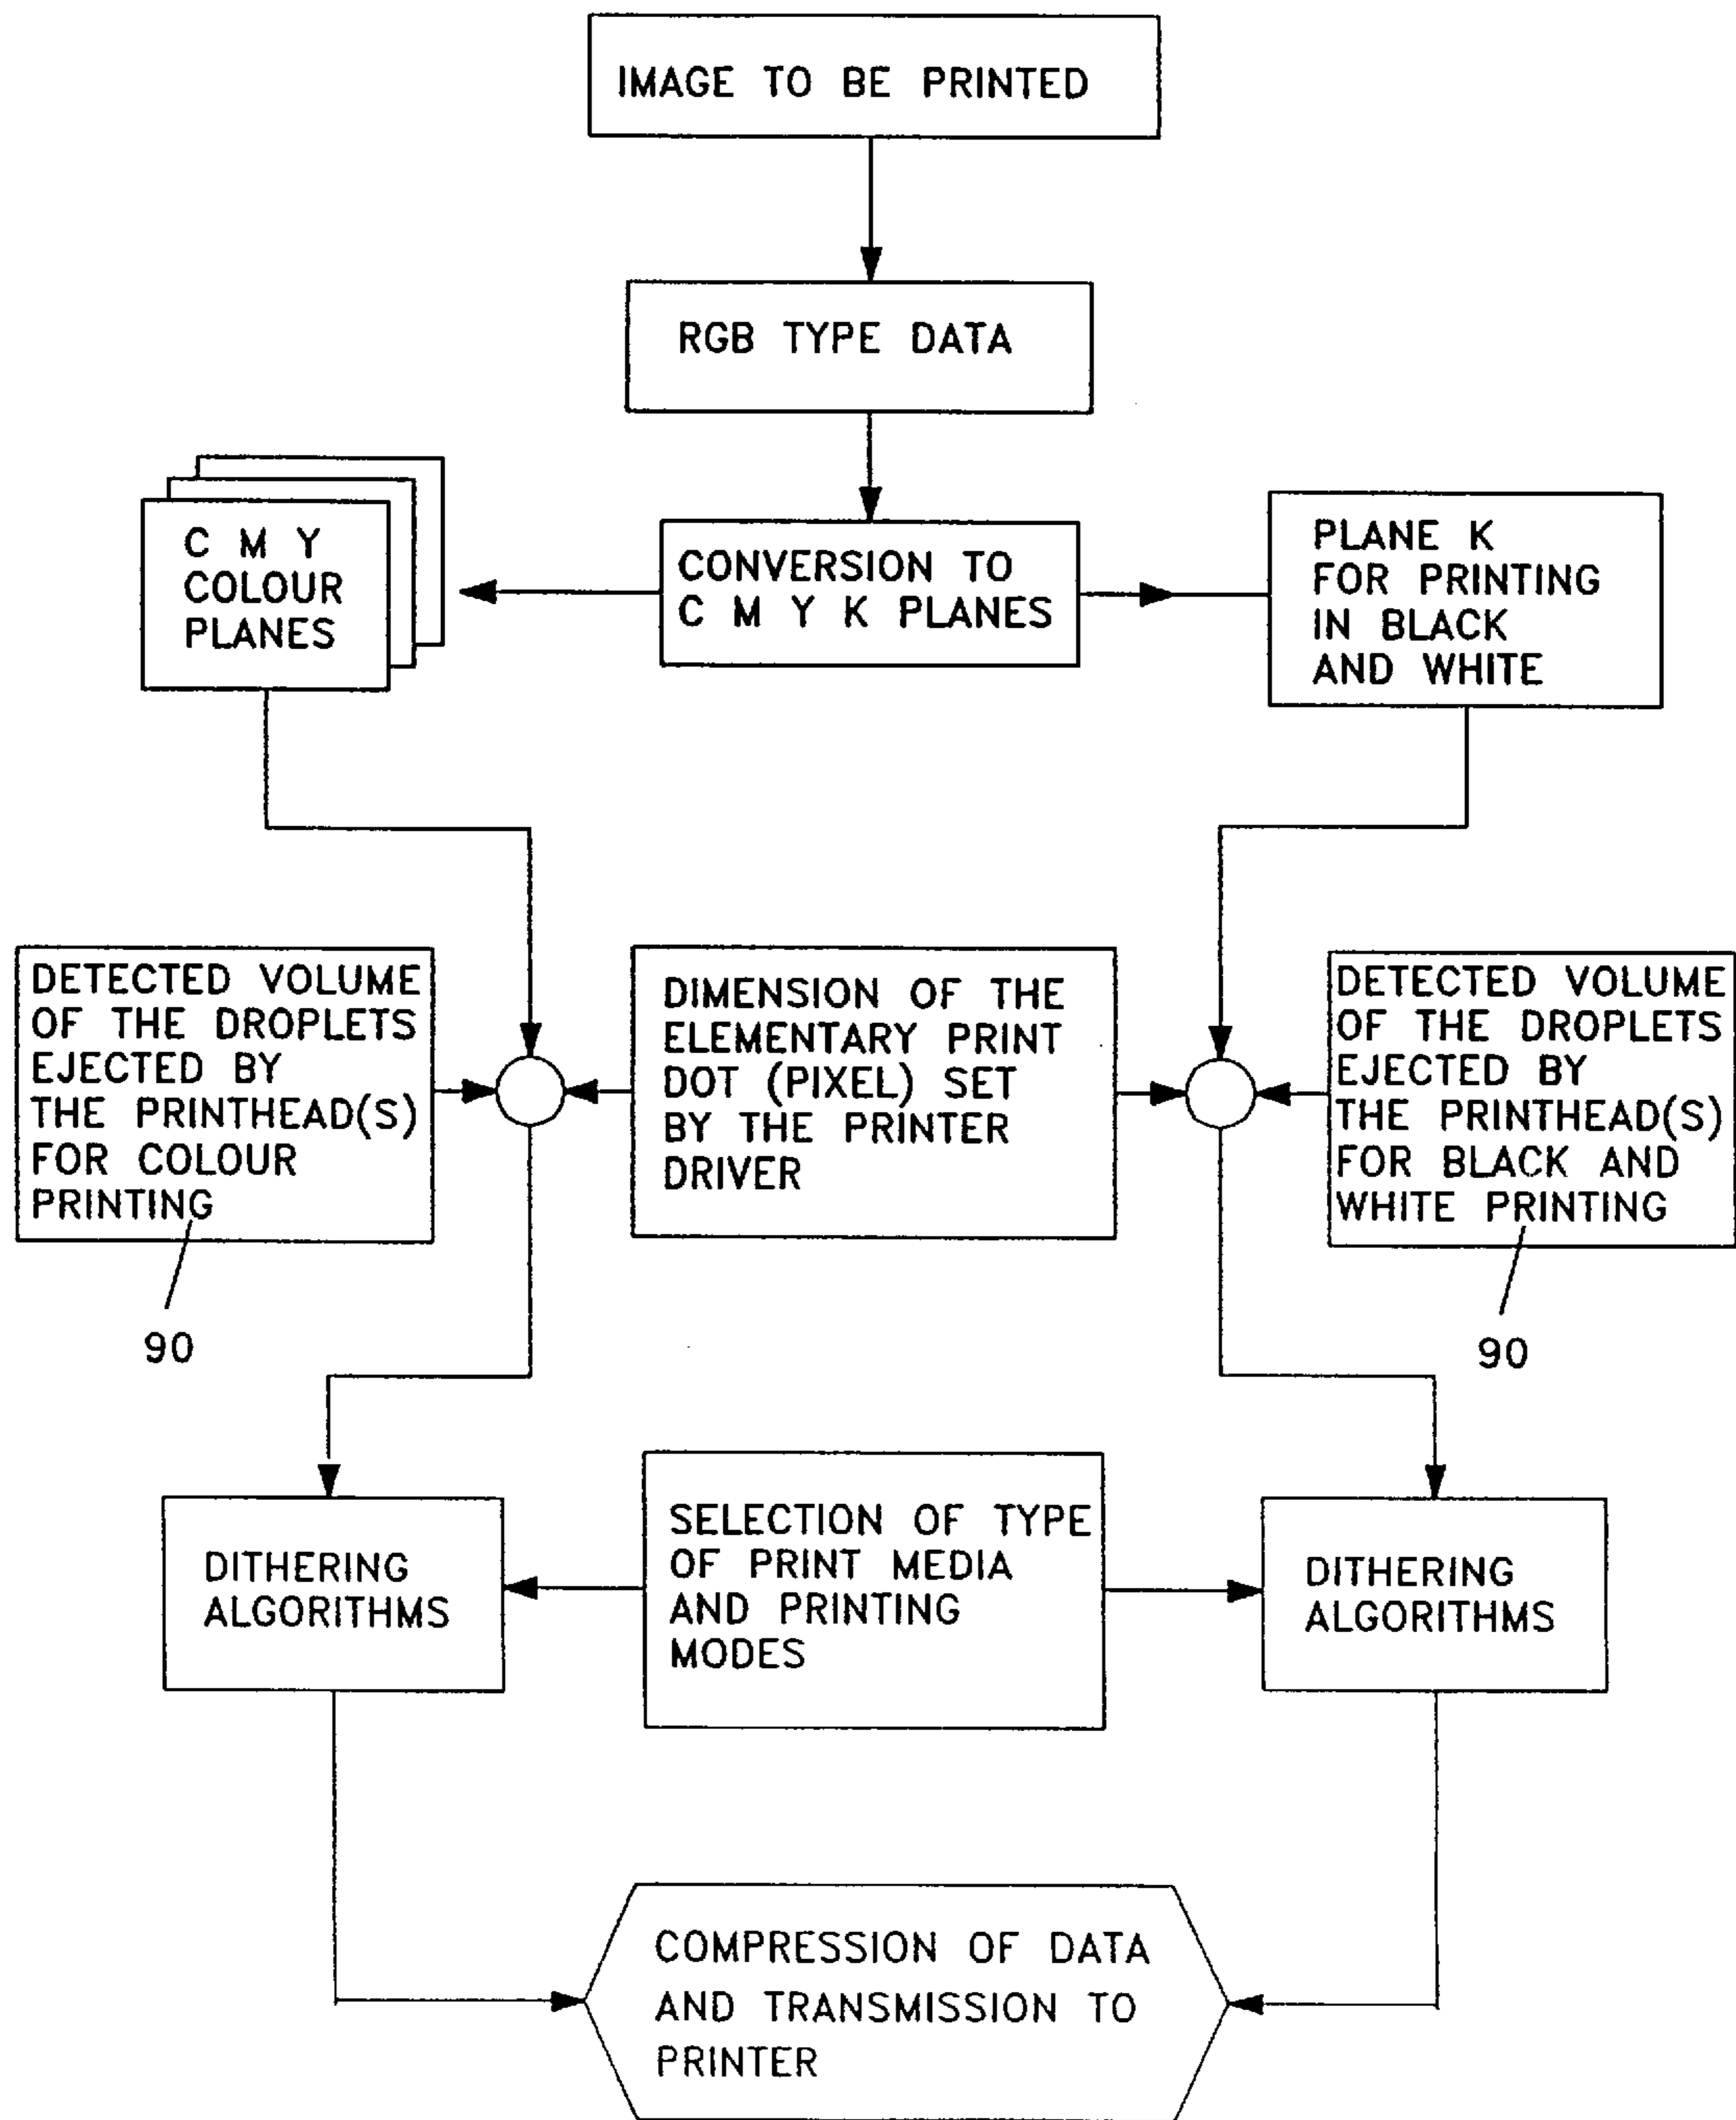 IMAGE TO BE PRINTED
RGB TYPE DATA
C M Y
COLOUR
PLANES
CONVERSION TO
C M Y K PLANES
PLANE K
FOR PRINTING
IN BLACK
AND WHITE
DETECTED VOLUME
OF THE DROPLETS
EJECTED BY
THE PRINTHEAD(S)
FOR COLOUR
PRINTING
90
DIMENSION OF THE
ELEMENTARY PRINT
DOT (PIXEL) SET
BY THE PRINTER
DRIVER
DETECTED VOLUME
OF THE DROPLETS
EJECTED BY
THE PRINTHEAD(S)
FOR BLACK AND
WHITE PRINTING
90
DITHERING
ALGORITHMS
SELECTION OF TYPE
OF PRINT MEDIA
AND PRINTING
MODES
DITHERING
ALGORITHMS
COMPRESSION OF DATA
AND TRANSMISSION TO
PRINTER